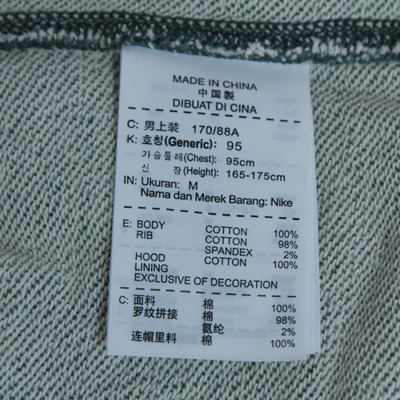 MADE IN CHINA
中国製
DIBUAT DI CINA
C: 男上装 170/88A
K: 호칭(Generic): 95
가슴둘레(Chest): 95cm
신 장(Height): 165-175cm
IN: Ukuran: M
Nama dan Merek Barang: Nike
E: BODY COTTON 100%
RIB COTTON 98%
SPANDEX 2%
HOOD COTTON 100%
LINING
EXCLUSIVE OF DECORATION
C: 面料 棉 100%
罗纹拼接 棉 98%
氨纶 2%
连帽里料 棉 100%